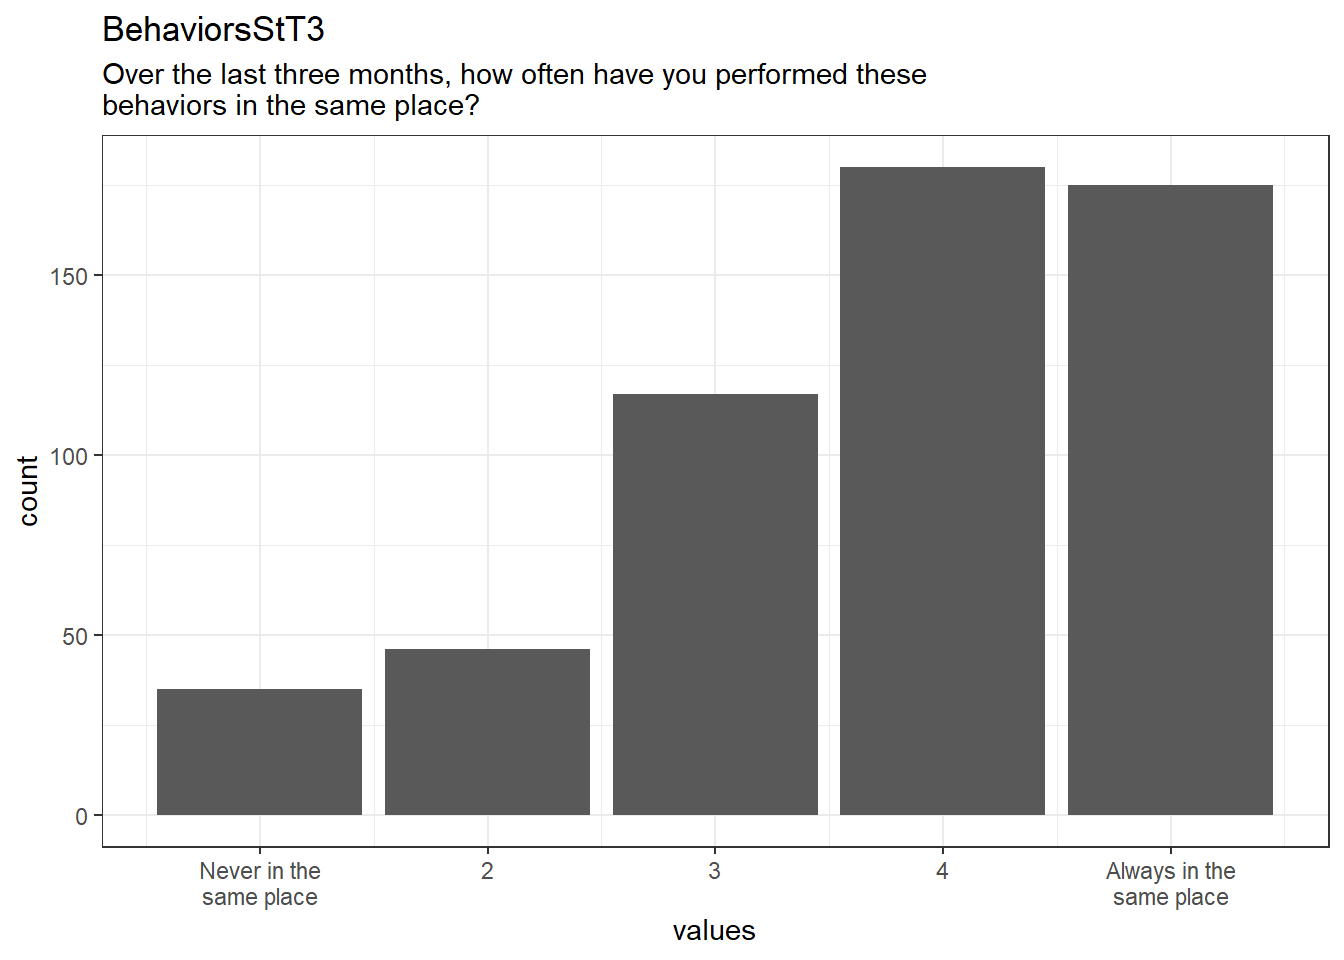 BehaviorsStT3
Over the last three months, how often have you performed these
behaviors in the same place?
count
150
100
50
0
Never in the
same place
2
3
4
Always in the
same place
values